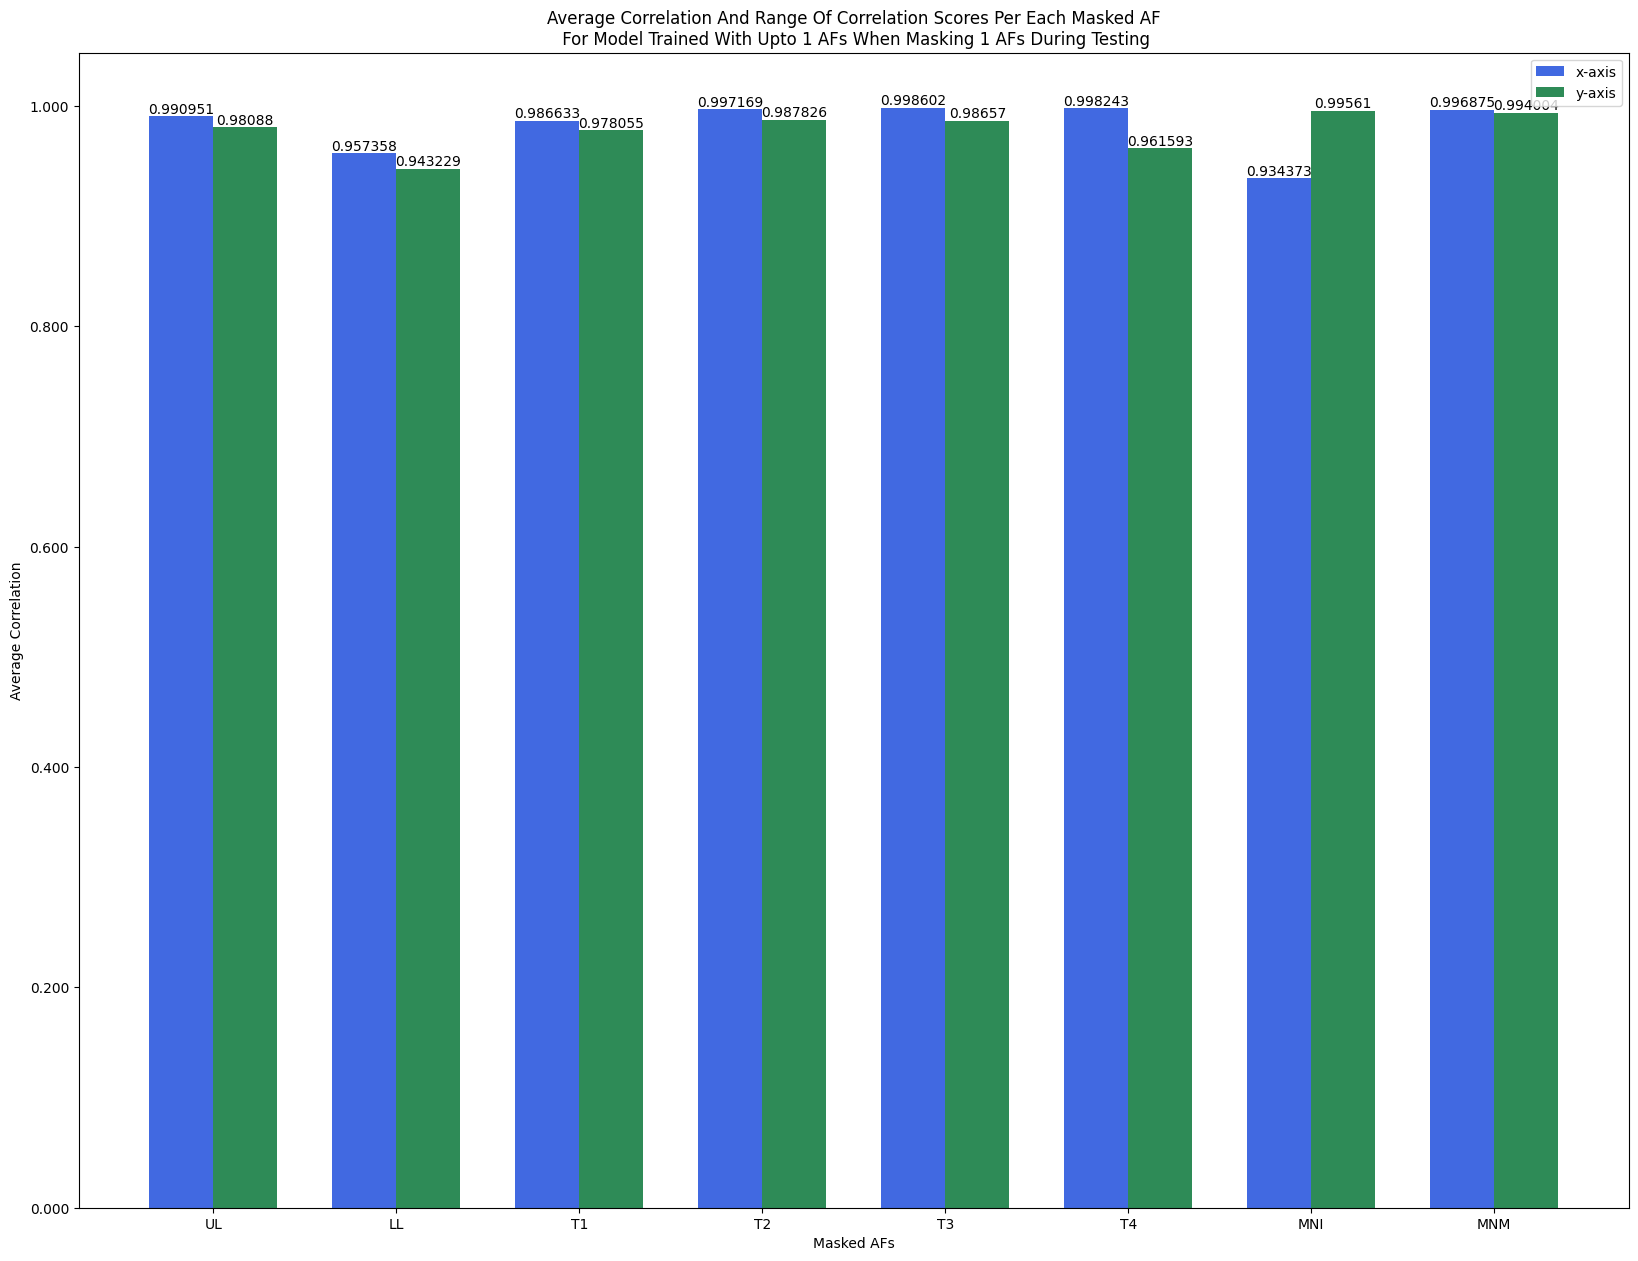 Average Correlation And Range Of Correlation Scores Per Each Masked AF
For Model Trained With Upto 1 AFs When Masking 1 AFs During Testing
x-axis
y-axis
0.990951
0.98088
0.957358
0.943229
0.986633
0.978055
0.997169
0.987826
0.998602
0.98657
0.998243
0.961593
0.934373
0.99561
0.996875
0.994004
1.000
0.800
0.600
0.400
0.200
0.000
Average Correlation
UL
LL
T1
T2
T3
T4
MNI
MNM
Masked AFs